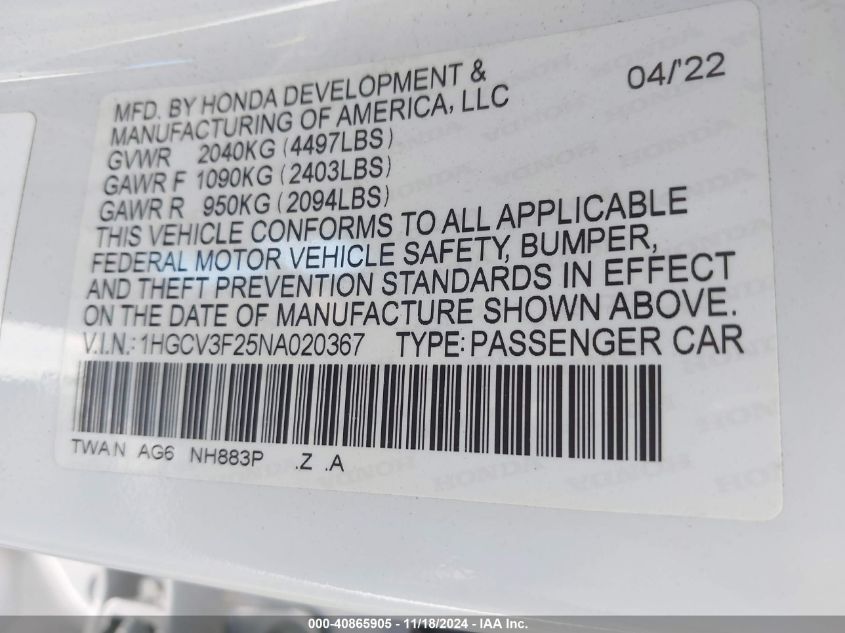 MFD. BY HONDA DEVELOPMENT & 04/'22
MANUFACTURING OF AMERICA, LLC
GVWR 2040KG (4497LBS)
GAWR F 1090KG (2403LBS)
GAWR R 950KG (2094LBS)
THIS VEHICLE CONFORMS TO ALL APPLICABLE
FEDERAL MOTOR VEHICLE SAFETY, BUMPER,
AND THEFT PREVENTION STANDARDS IN EFFECT
ON THE DATE OF MANUFACTURE SHOWN ABOVE.
V.I.N.: 1HGCV3F25NA020367 TYPE: PASSENGER CAR
TWAN AG6 NH883P .Z .A
000-40865905 - 11/18/2024 - IAA Inc.